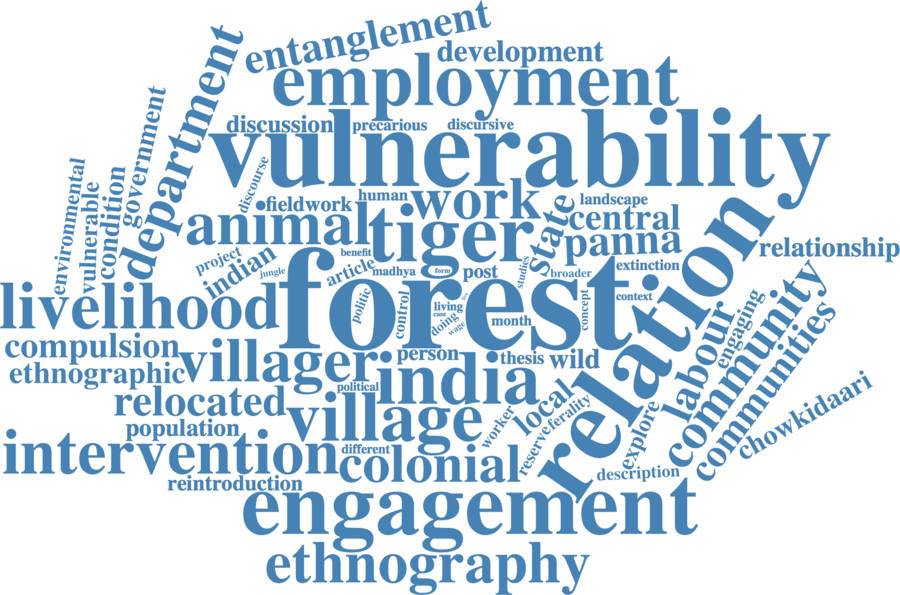 entanglement
development
employment
department
government
discussion
precarious
discursive
vulnerability
environmental
vulnerable
condition
discourse
fieldwork
human
work
landscape
animal
tiger
state
central
panna
relationship
project
indian
jungle
benefit
article
madhya
form
post
studies
broader
extinction
livelihood
forest
politic
control
living
case
doing
wage
month
concept
context
relation
labour
engaging
community
communities
compulsion
ethnographic
villager
person
thesis
wild
india
political
relocated
village
local
worker
reserve
ferality
explore
chowkidaari
population
intervention
different
colonial
description
reintroduction
engagement
ethnography